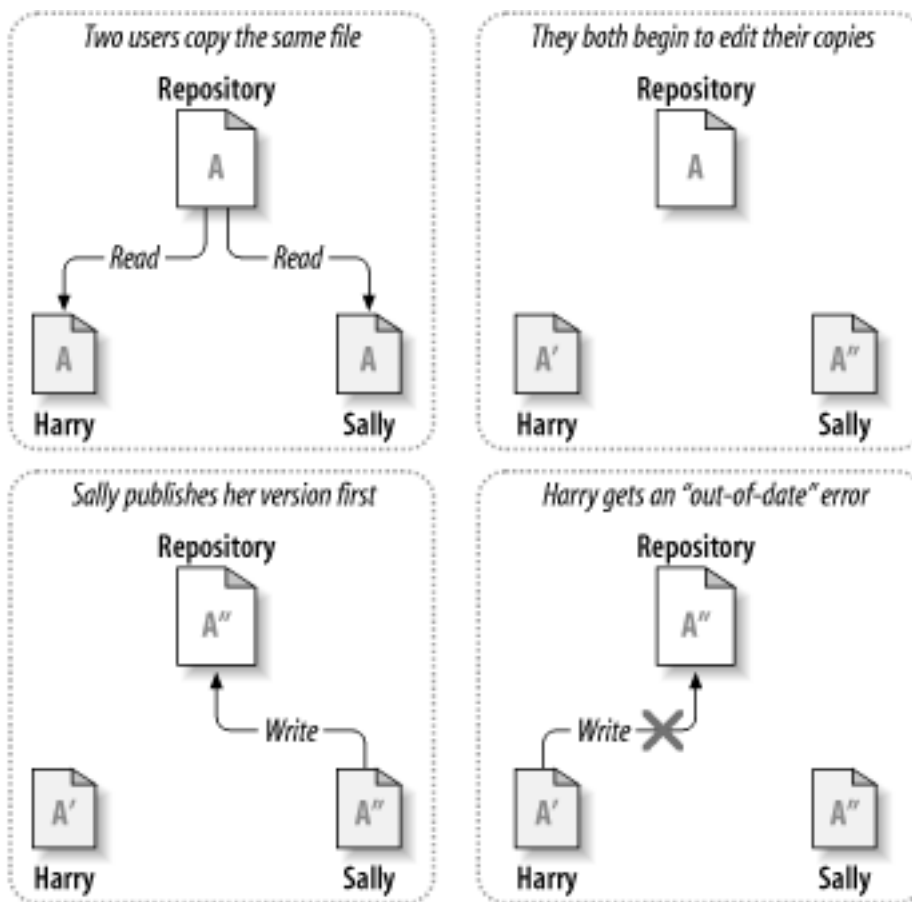 Two users copy the same file
Repository
A
Read
Read
A
A
Harry
Sally
They both begin to edit their copies
Repository
A
A'
A"
Harry
Sally
Sally publishes her version first
Repository
A"
Write
A'
A"
Harry
Sally
Harry gets an “out-of-date” error
Repository
A"
Write
A'
A"
Harry
Sally